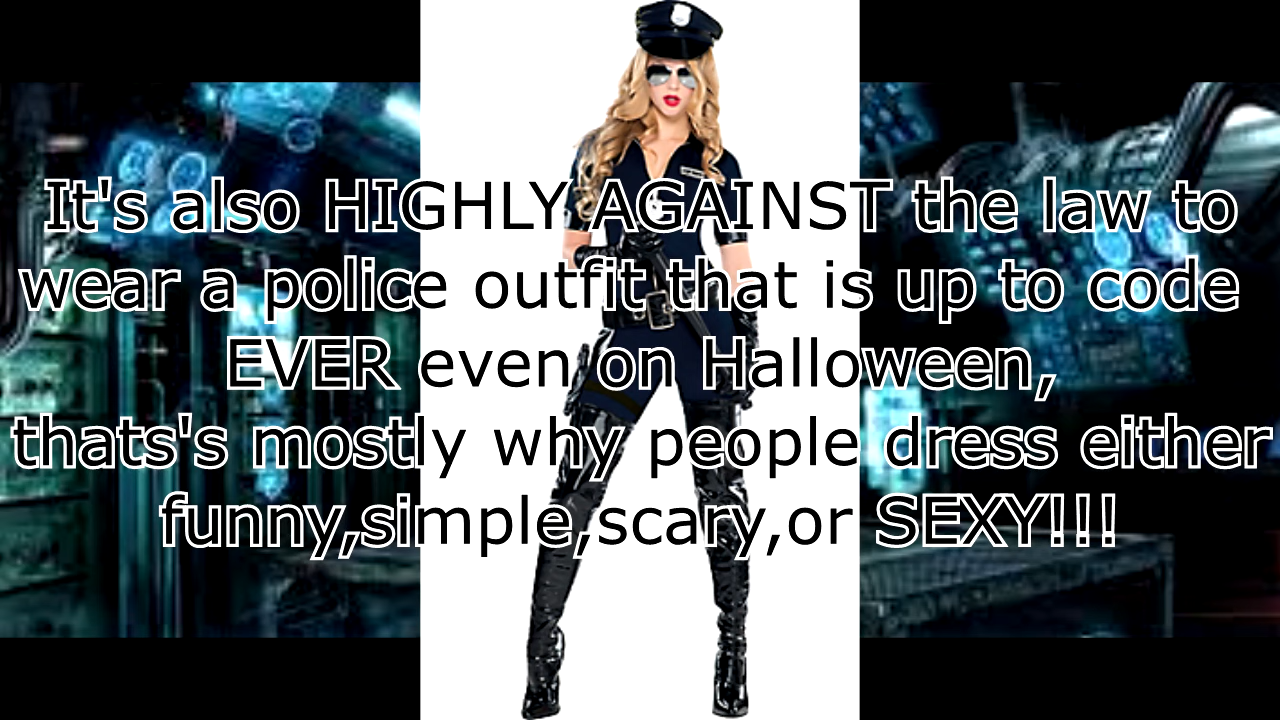 It's also HIGHLY AGAINST the law to
wear a police outfit that is up to code
EVER even on Halloween,
thats's mostly why people dress either
funny,simple,scary,or SEXY!!!